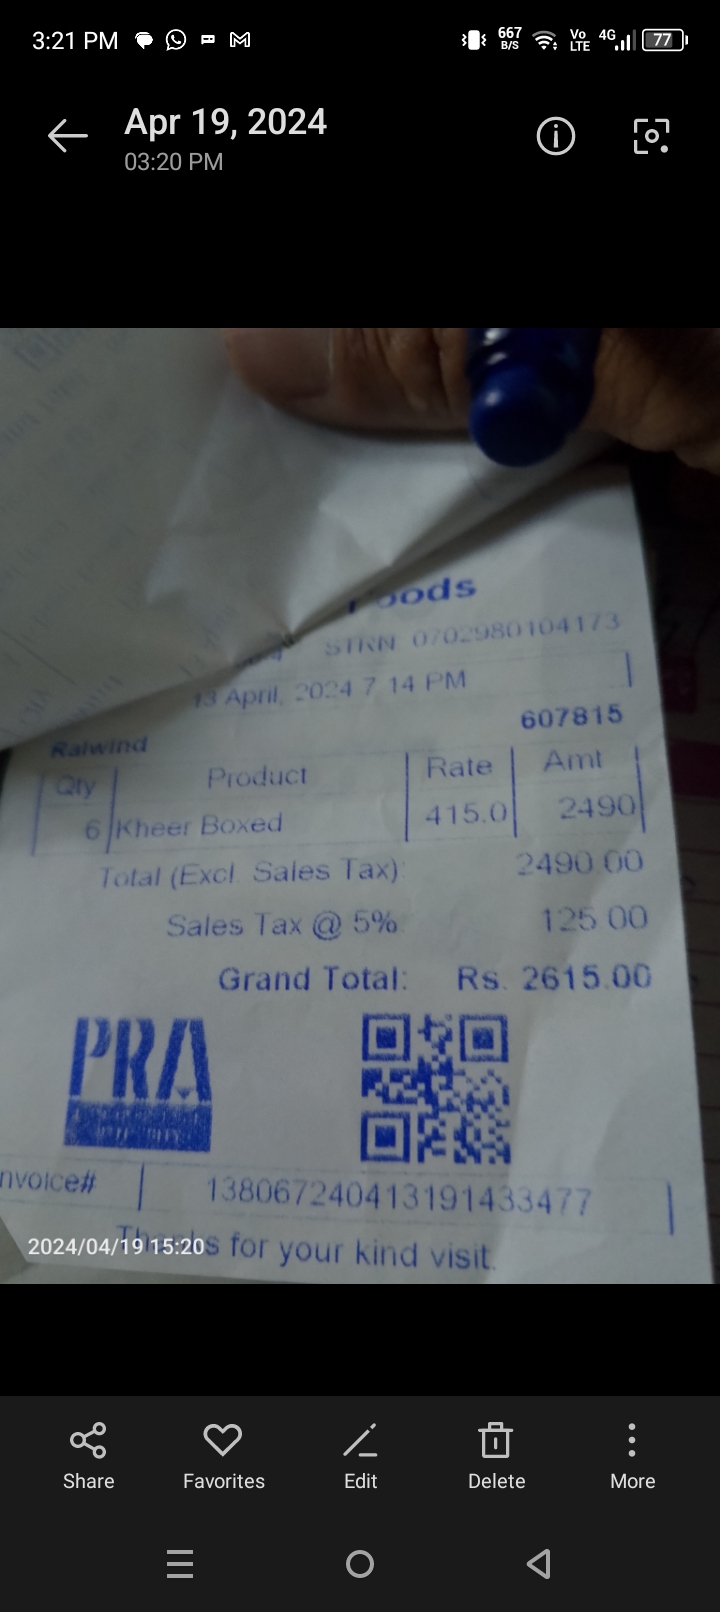 3:21 PM 667 B/S Vo LTE 4G 77
Apr 19, 2024
03:20 PM
STRN 0702980104173
13 April, 2024 7:14 PM
607815
Raiwind
Qty Product Rate Amt
6 Kheer Boxed 415.0 2490
Total (Excl. Sales Tax): 2490.00
Sales Tax @ 5% 125.00
Grand Total: Rs. 2615.00
PRA
nvoice# 138067240413191433477
Thanks for your kind visit.
2024/04/19 15:20
Share Favorites Edit Delete More